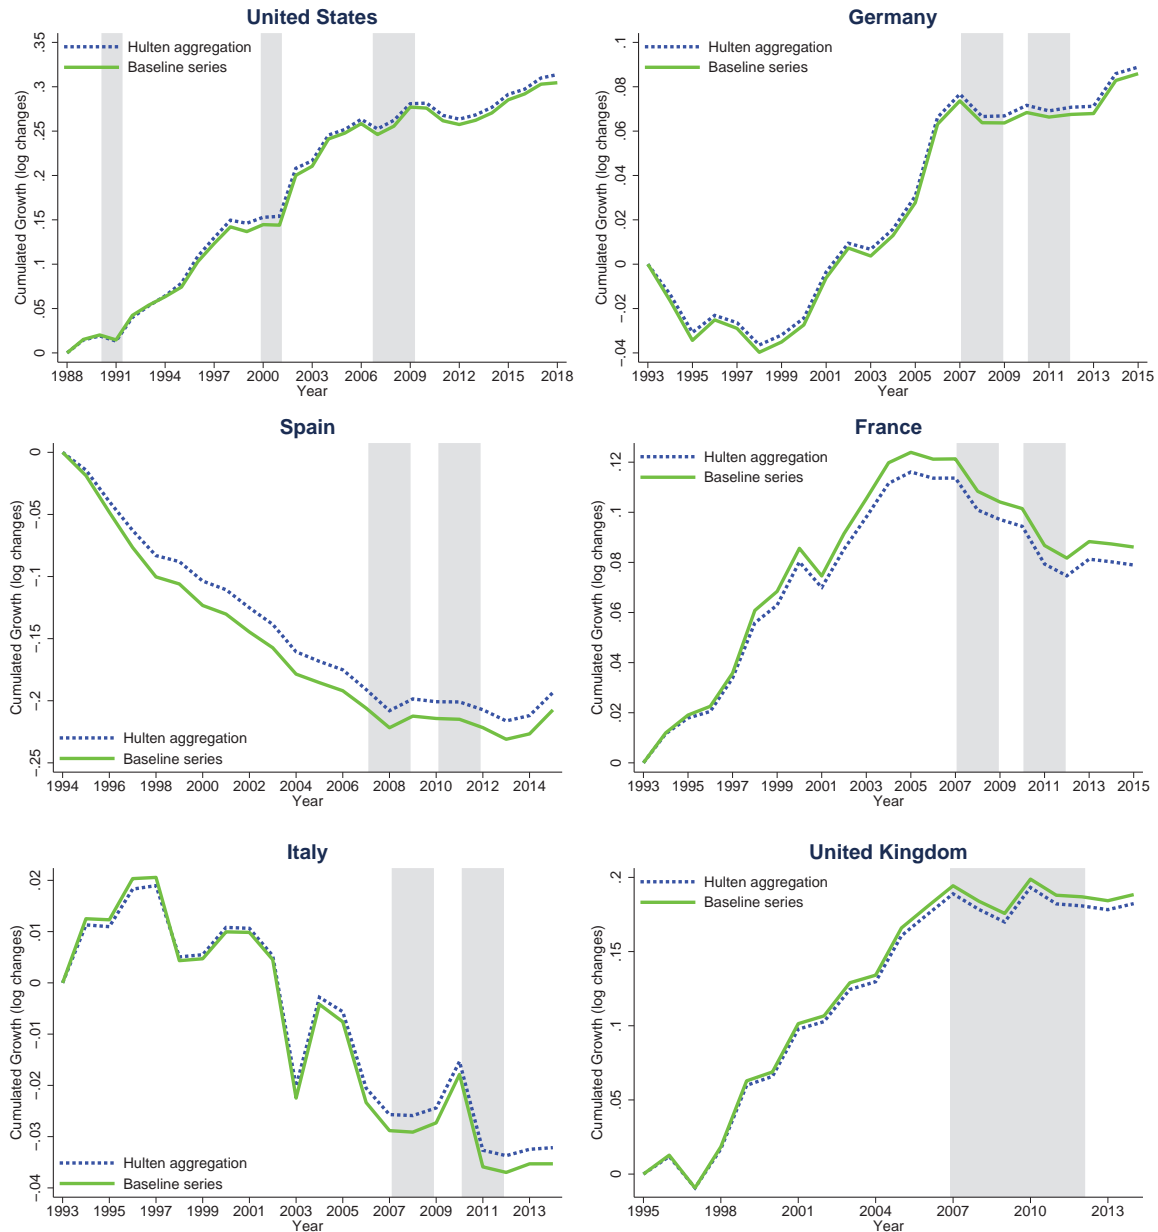 United States
Hulten aggregation
Baseline series
Cumulated Growth (log changes)
0 .05 .1 .15 .2 .25 .3 .35
1988 1991 1994 1997 2000 2003 2006 2009 2012 2015 2018
Year
Germany
Hulten aggregation
Baseline series
Cumulated Growth (log changes)
-.04 -.02 0 .02 .04 .06 .08 .1
1993 1995 1997 1999 2001 2003 2005 2007 2009 2011 2013 2015
Year
Spain
Hulten aggregation
Baseline series
Cumulated Growth (log changes)
-.25 -.2 -.15 -.1 -.05 0
1994 1996 1998 2000 2002 2004 2006 2008 2010 2012 2014
Year
France
Hulten aggregation
Baseline series
Cumulated Growth (log changes)
0 .02 .04 .06 .08 .1 .12
1993 1995 1997 1999 2001 2003 2005 2007 2009 2011 2013 2015
Year
Italy
Hulten aggregation
Baseline series
Cumulated Growth (log changes)
-.04 -.03 -.02 -.01 0 .01 .02
1993 1995 1997 1999 2001 2003 2005 2007 2009 2011 2013
Year
United Kingdom
Hulten aggregation
Baseline series
Cumulated Growth (log changes)
0 .05 .1 .15 .2
1995 1998 2001 2004 2007 2010 2013
Year